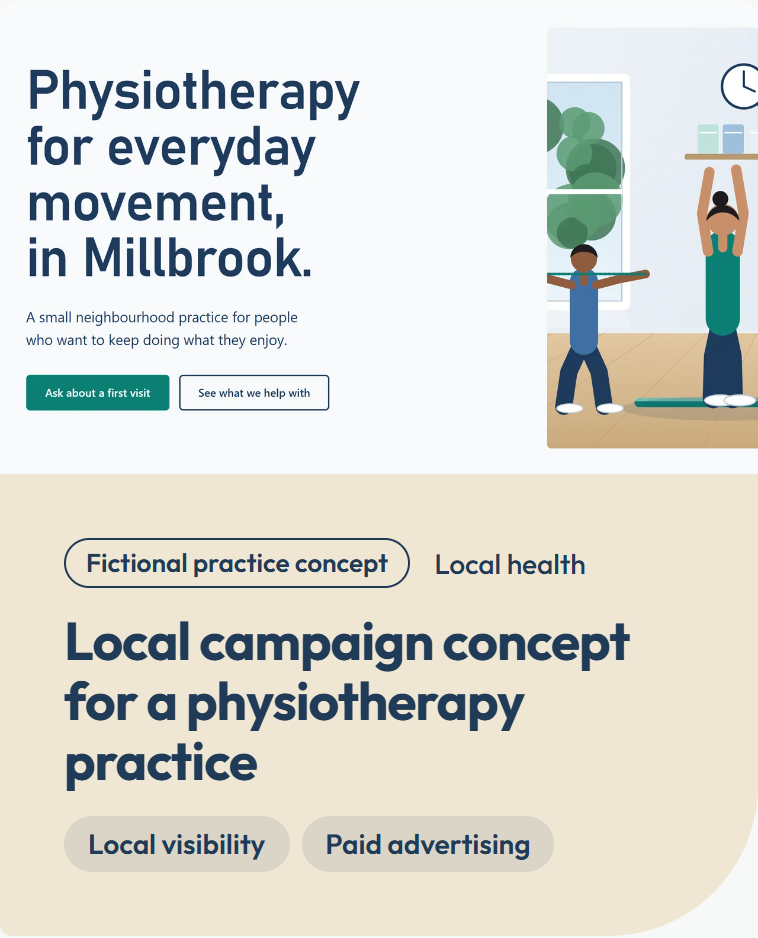 Physiotherapy
for everyday
movement,
in Millbrook.
A small neighbourhood practice for people
who want to keep doing what they enjoy.
Ask about a first visit
See what we help with
Fictional practice concept
Local health
Local campaign concept
for a physiotherapy
practice
Local visibility
Paid advertising